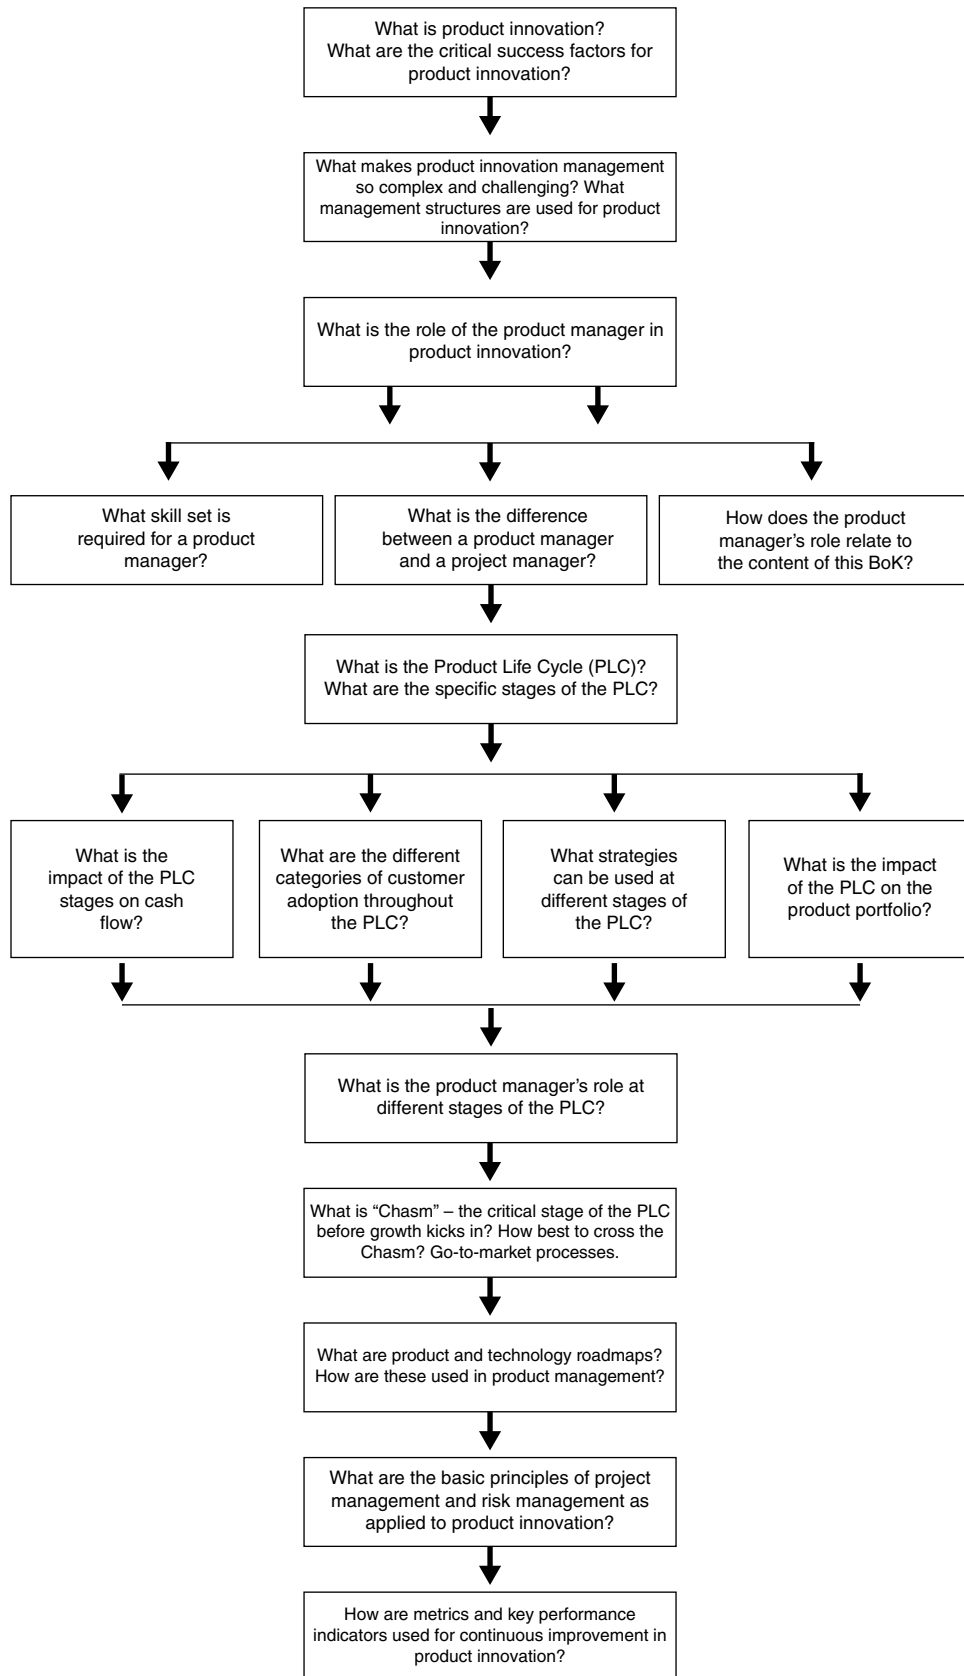 What is product innovation?
What are the critical success factors for
product innovation?
What makes product innovation management
so complex and challenging? What
management structures are used for product
innovation?
What is the role of the product manager in
product innovation?
What skill set is
required for a product
manager?
What is the difference
between a product manager
and a project manager?
How does the product
manager’s role relate to
the content of this BoK?
What is the Product Life Cycle (PLC)?
What are the specific stages of the PLC?
What is the
impact of the PLC
stages on cash
flow?
What are the different
categories of customer
adoption throughout
the PLC?
What strategies
can be used at
different stages of
the PLC?
What is the impact
of the PLC on the
product portfolio?
What is the product manager’s role at
different stages of the PLC?
What is “Chasm” – the critical stage of the PLC
before growth kicks in? How best to cross the
Chasm? Go-to-market processes.
What are product and technology roadmaps?
How are these used in product management?
What are the basic principles of project
management and risk management as
applied to product innovation?
How are metrics and key performance
indicators used for continuous improvement in
product innovation?